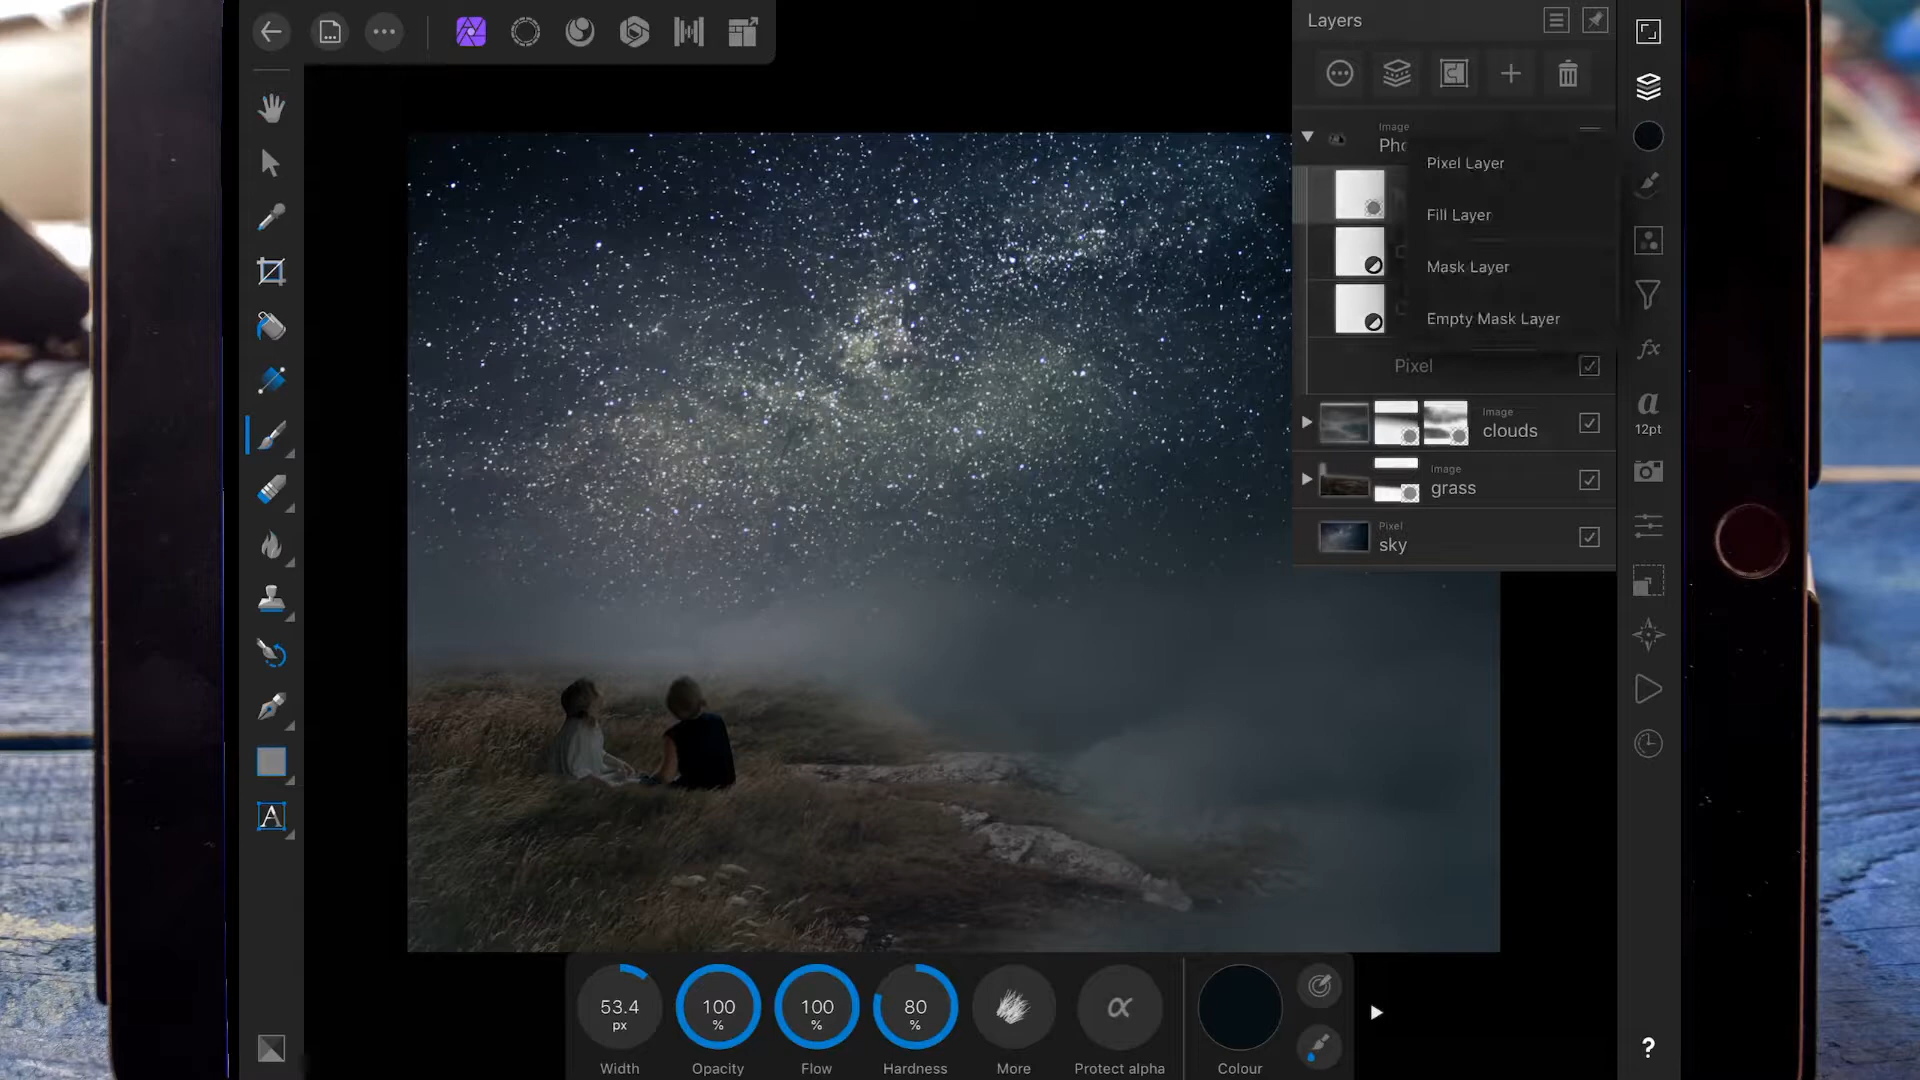 Layers
Image
Pixel Layer
Fill Layer
Mask Layer
Empty Mask Layer
Pixel
Image
clouds
Image
grass
Pixel
sky
a
12pt
fx
A
53.4
px
100
%
100
%
80
%
α
Width
Opacity
Flow
Hardness
More
Protect alpha
Colour
?